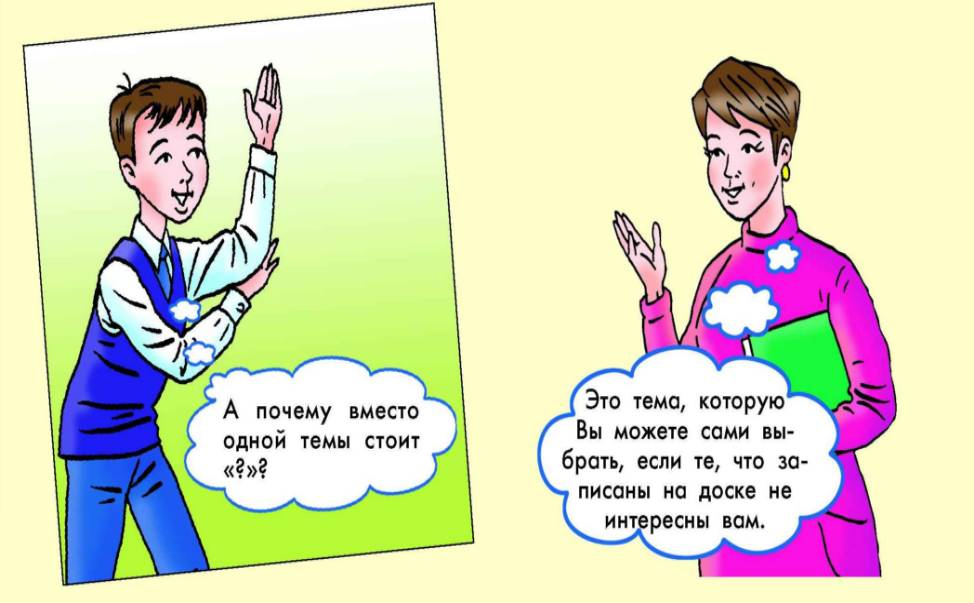 А почему вместо
одной темы стоит
«?»?
Это тема, которую
Вы можете сами вы-
брать, если те, что за-
писаны на доске не
интересны вам.